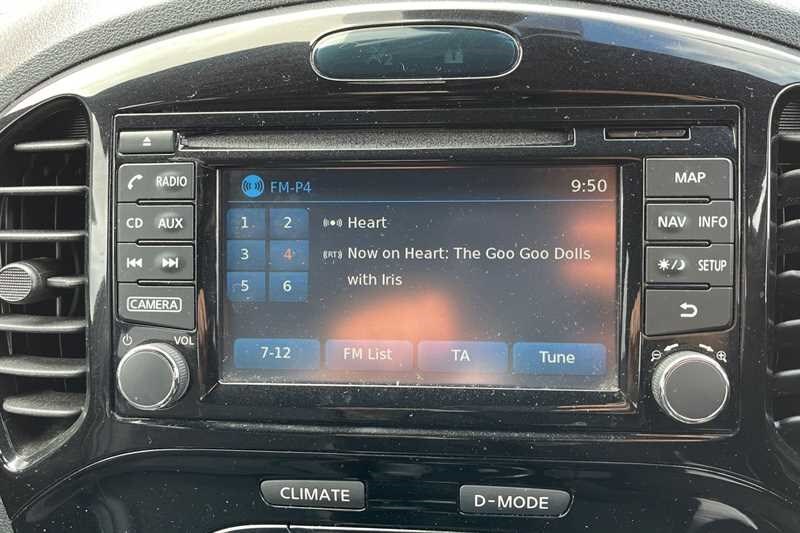 2
RADIO
CD AUX
CAMERA
VOL
FM-P4 9:50
1 2 Heart
3 4 Now on Heart: The Goo Goo Dolls
with Iris
5 6
7-12 FM List TA Tune
MAP
NAV INFO
SETUP
CLIMATE D-MODE